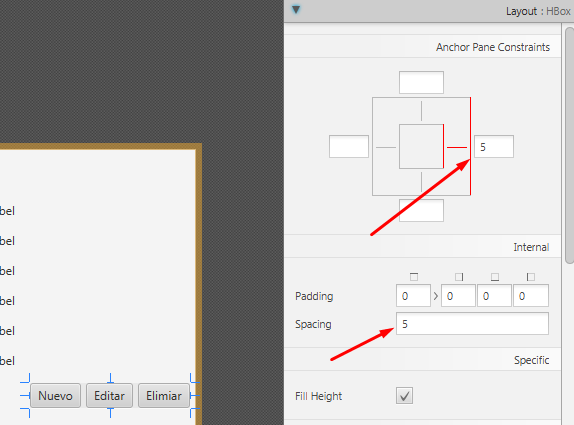 Layout : HBox
Anchor Pane Constraints
5
Internal
Padding 0 > 0 0 0
Spacing 5
Specific
Fill Height
bel
bel
bel
bel
bel
bel
Nuevo Editar Elimiar